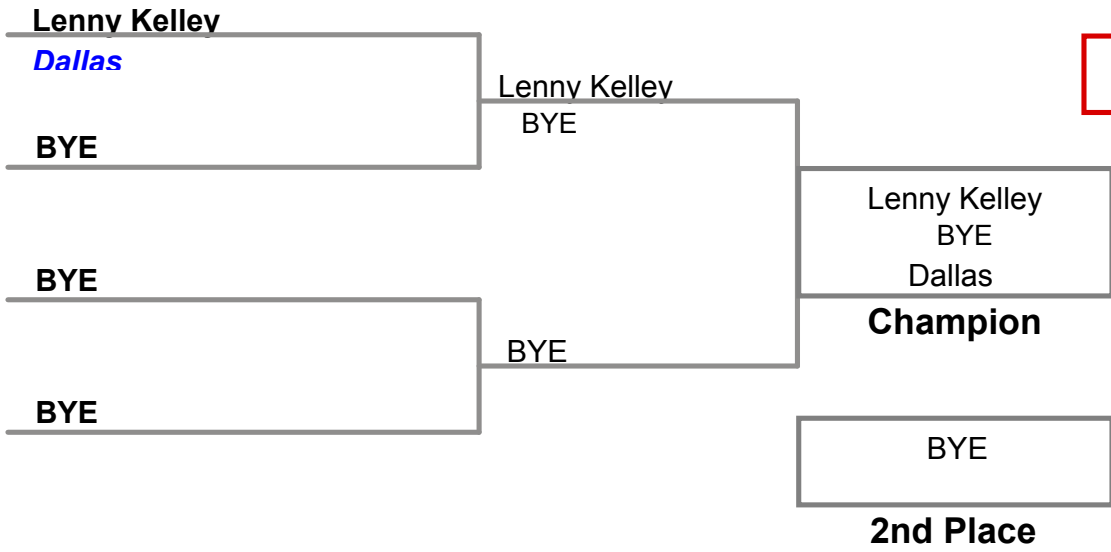 Lenny Kelley
Dallas
BYE
BYE
BYE
Lenny Kelley
BYE
BYE
Lenny Kelley
BYE
Dallas
Champion
BYE
2nd Place